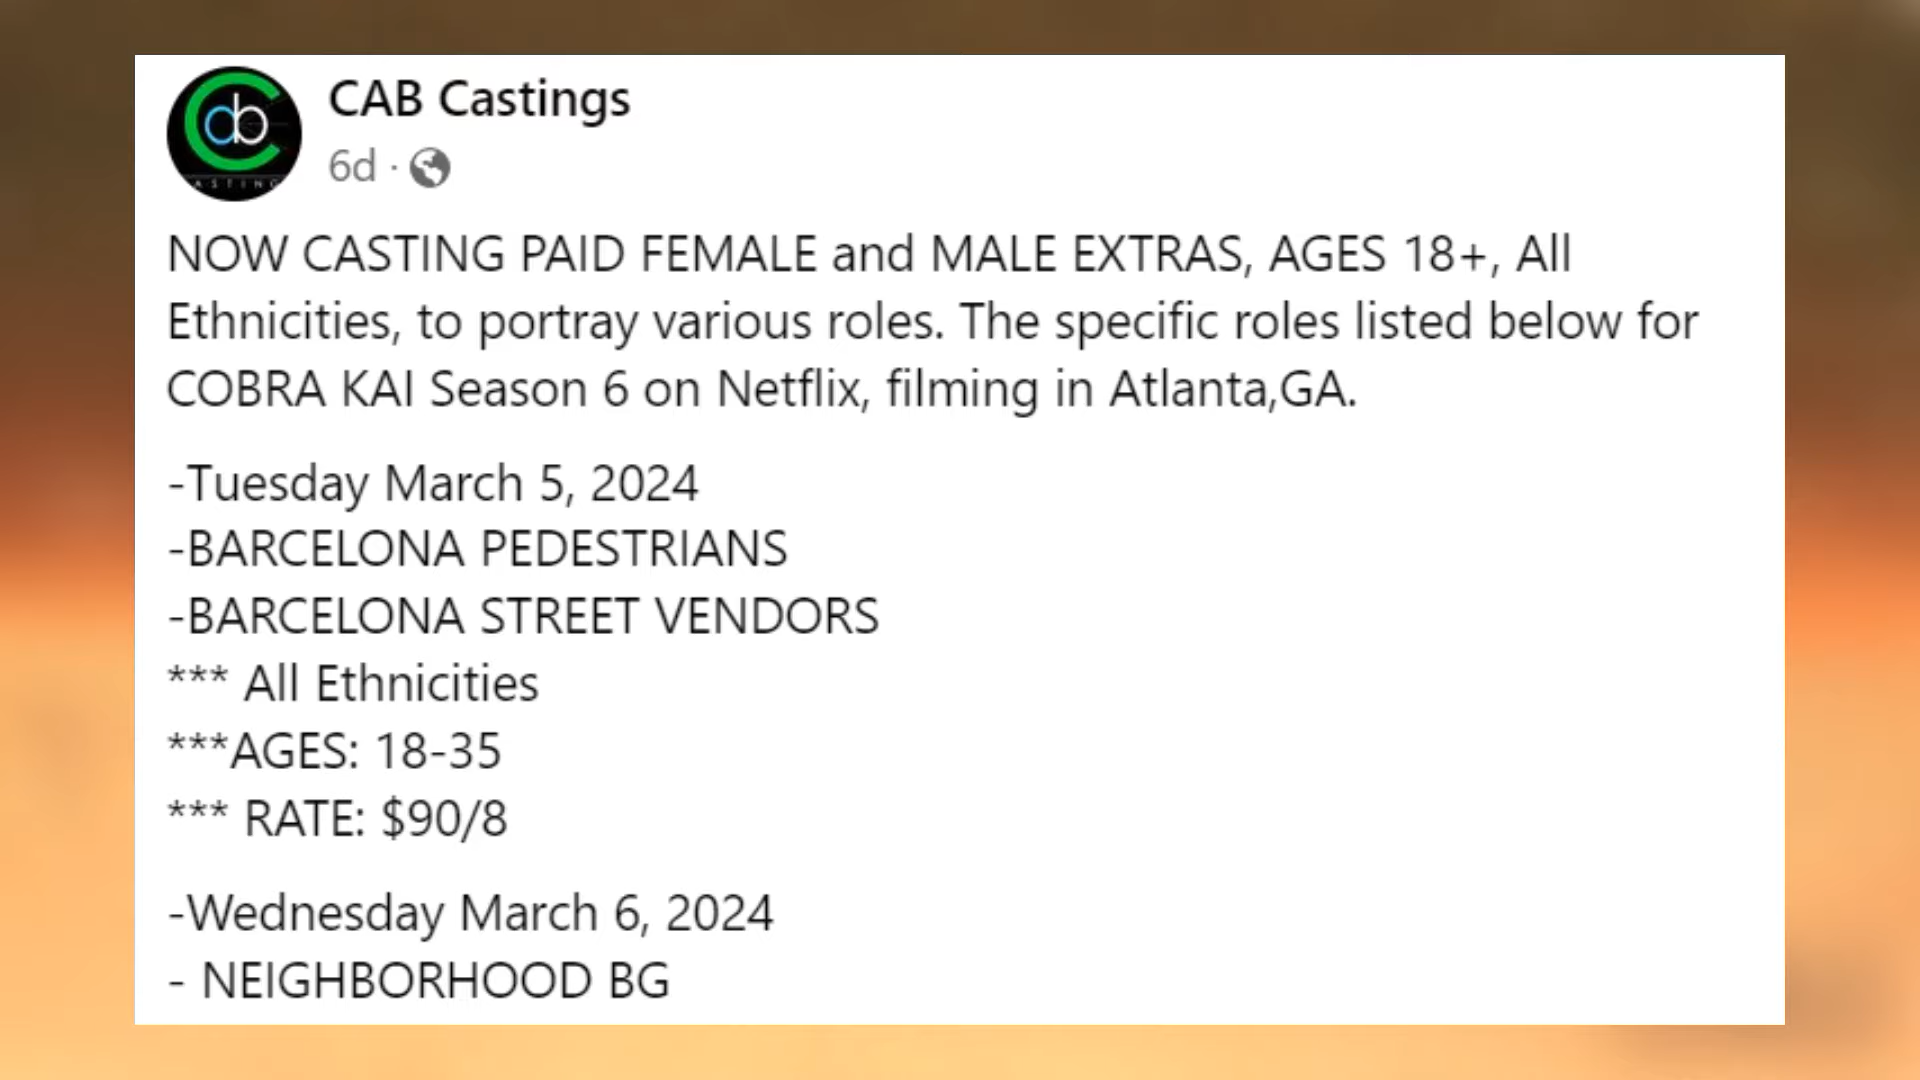 Cdb
ASTING
CAB Castings
6d ·
NOW CASTING PAID FEMALE and MALE EXTRAS, AGES 18+, All
Ethnicities, to portray various roles. The specific roles listed below for
COBRA KAI Season 6 on Netflix, filming in Atlanta,GA.
-Tuesday March 5, 2024
-BARCELONA PEDESTRIANS
-BARCELONA STREET VENDORS
*** All Ethnicities
***AGES: 18-35
*** RATE: $90/8
-Wednesday March 6, 2024
- NEIGHBORHOOD BG